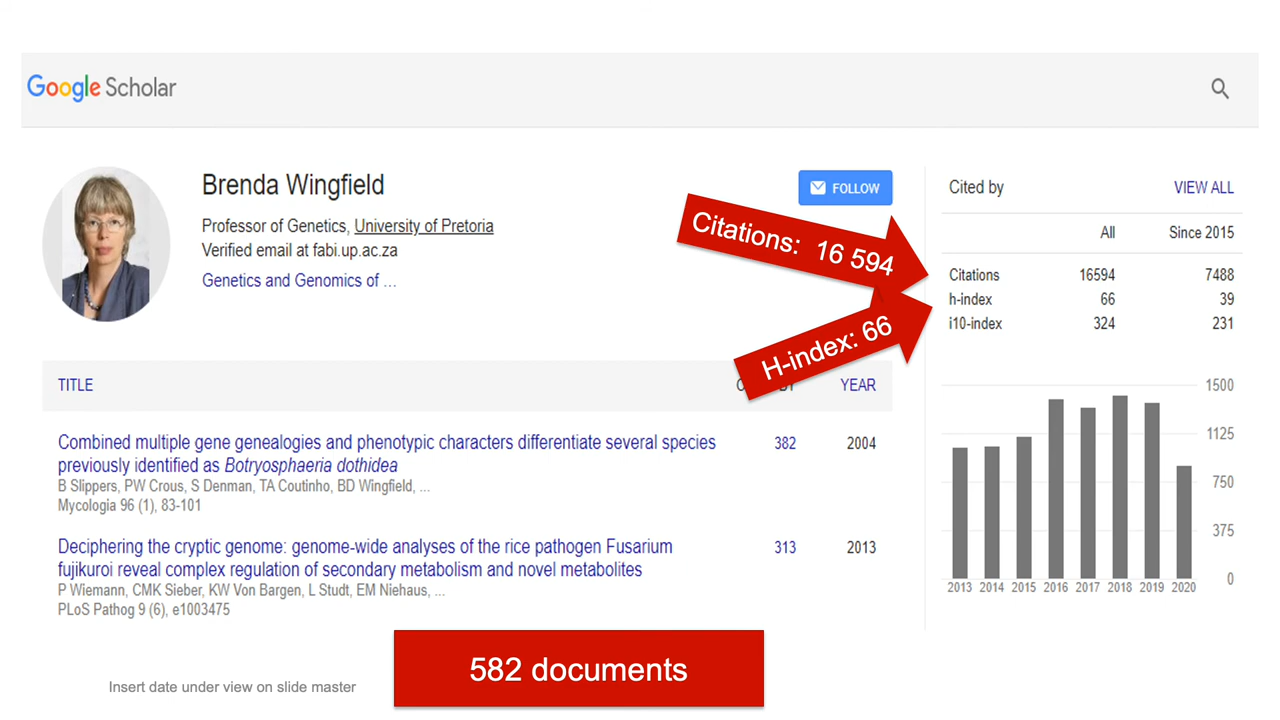 Google Scholar
Brenda Wingfield
Professor of Genetics, University of Pretoria
Verified email at fabi.up.ac.za
Genetics and Genomics of ...
FOLLOW
Citations: 16 594
H-index: 66
Cited by VIEW ALL
All Since 2015
Citations 16594 7488
h-index 66 39
i10-index 324 231
1500
1125
750
375
0
2013 2014 2015 2016 2017 2018 2019 2020
TITLE YEAR
Combined multiple gene genealogies and phenotypic characters differentiate several species 382 2004
previously identified as Botryosphaeria dothidea
B Slippers, PW Crous, S Denman, TA Coutinho, BD Wingfield, ...
Mycologia 96 (1), 83-101
Deciphering the cryptic genome: genome-wide analyses of the rice pathogen Fusarium 313 2013
fujikuroi reveal complex regulation of secondary metabolism and novel metabolites
P Wiemann, CMK Sieber, KW Von Bargen, L Studt, EM Niehaus, ...
PLoS Pathog 9 (6), e1003475
582 documents
Insert date under view on slide master